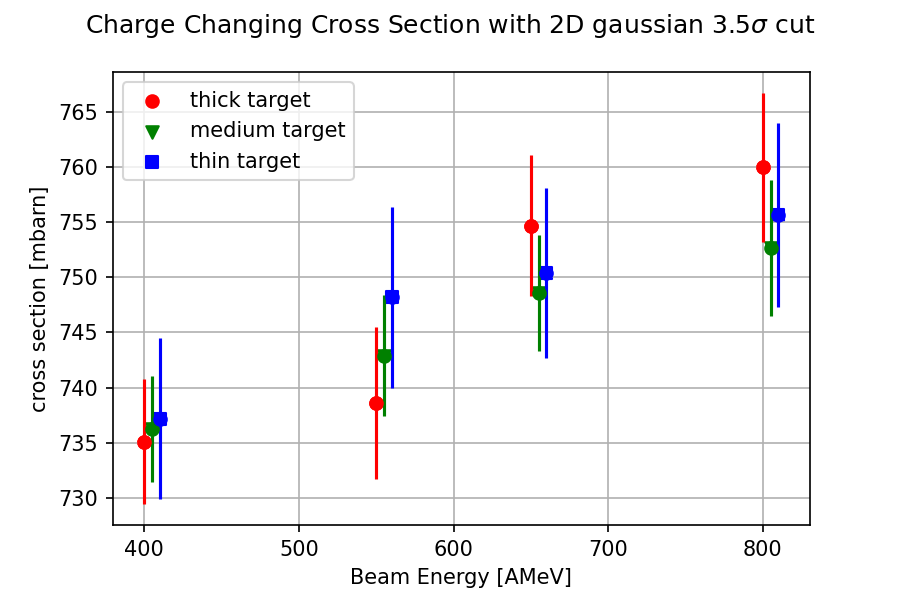 Charge Changing Cross Section with 2D gaussian 3.5σ cut
thick target
medium target
thin target
cross section [mbarn]
765
760
755
750
745
740
735
730
400 500 600 700 800
Beam Energy [AMeV]